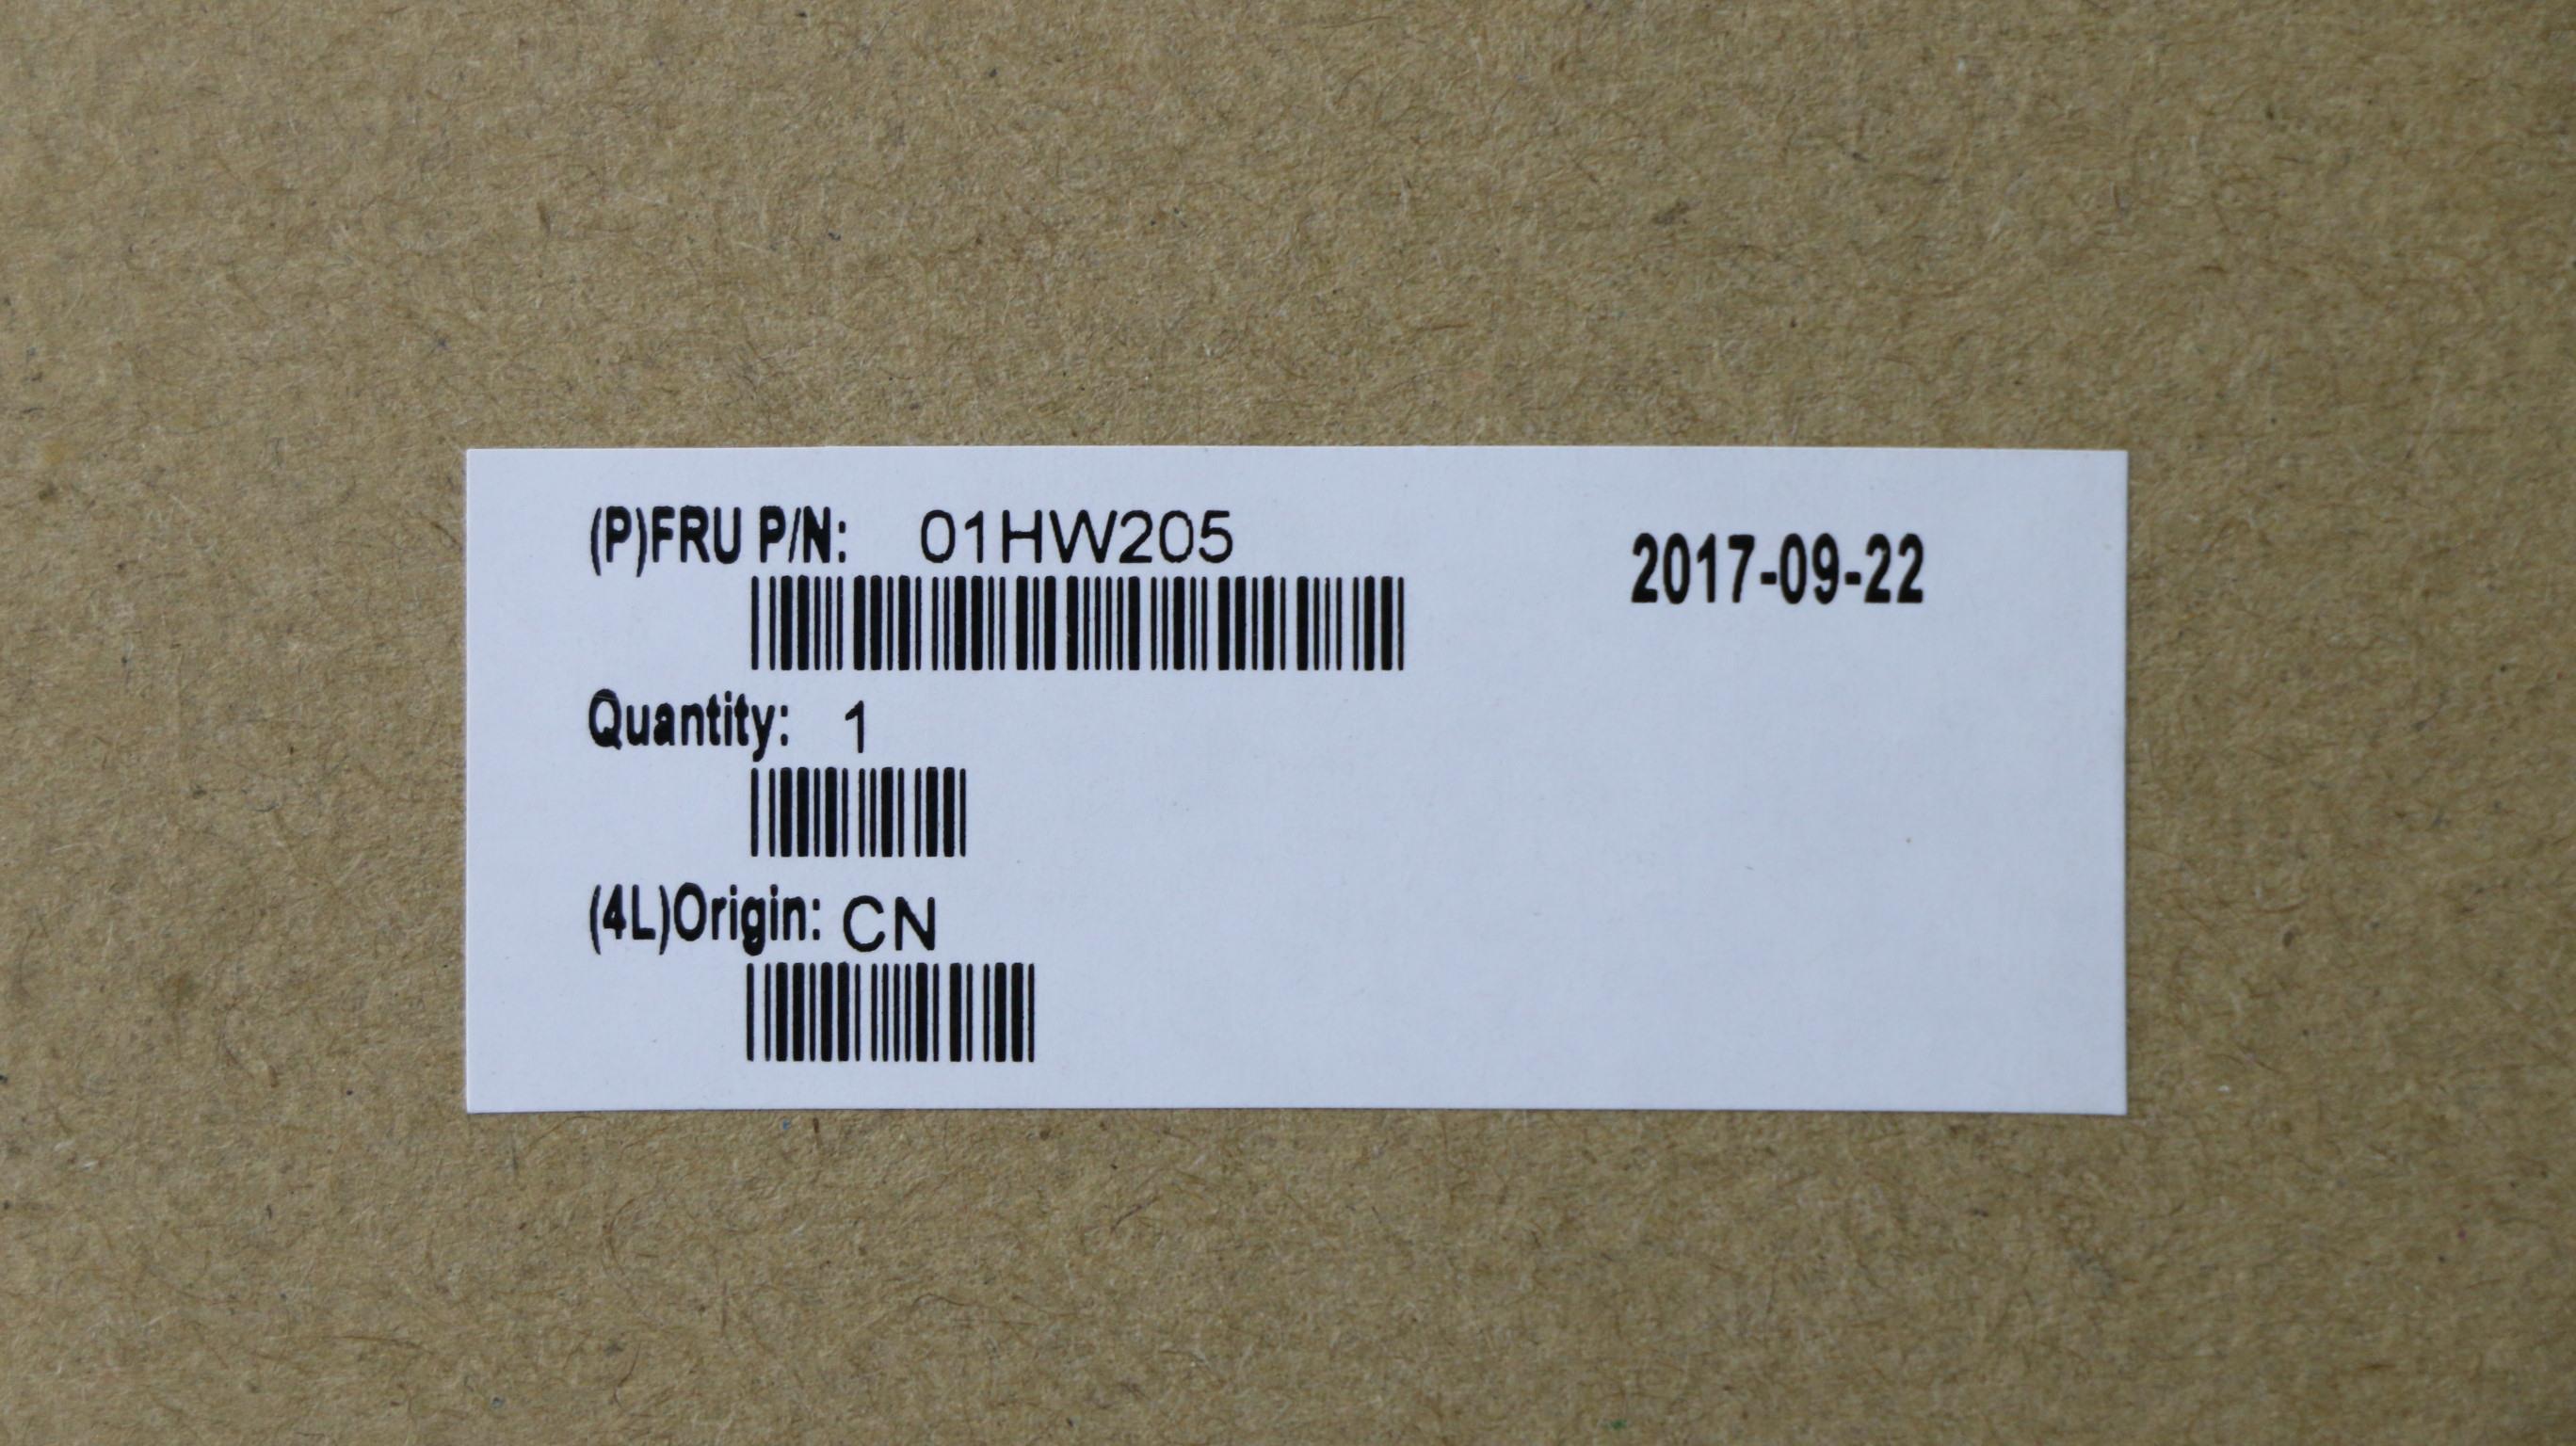 (P)FRU P/N: 01HW205
2017-09-22
Quantity: 1
(4L)Origin: CN